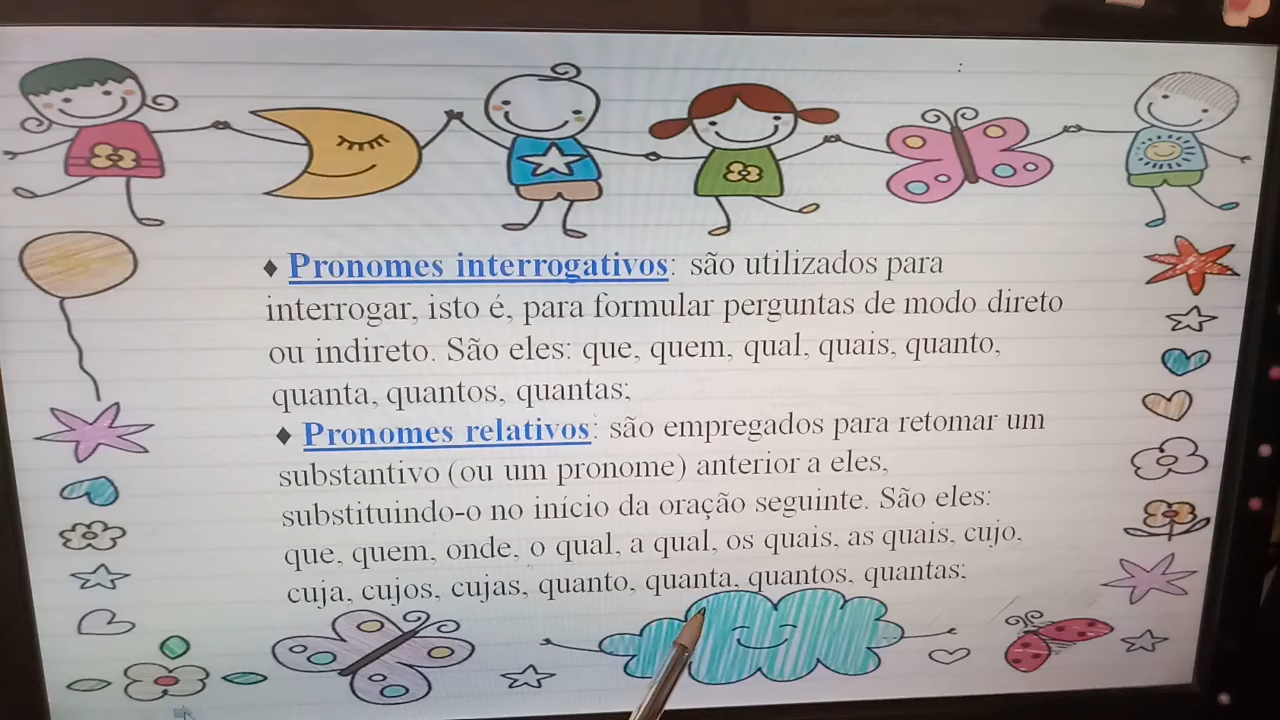 ♦ Pronomes interrogativos: são utilizados para
interrogar, isto é, para formular perguntas de modo direto
ou indireto. São eles: que, quem, qual, quais, quanto,
quanta, quantos, quantas;
♦ Pronomes relativos: são empregados para retomar um
substantivo (ou um pronome) anterior a eles,
substituindo-o no início da oração seguinte. São eles:
que, quem, onde, o qual, a qual, os quais, as quais, cujo,
cuja, cujos, cujas, quanto, quanta, quantos, quantas;